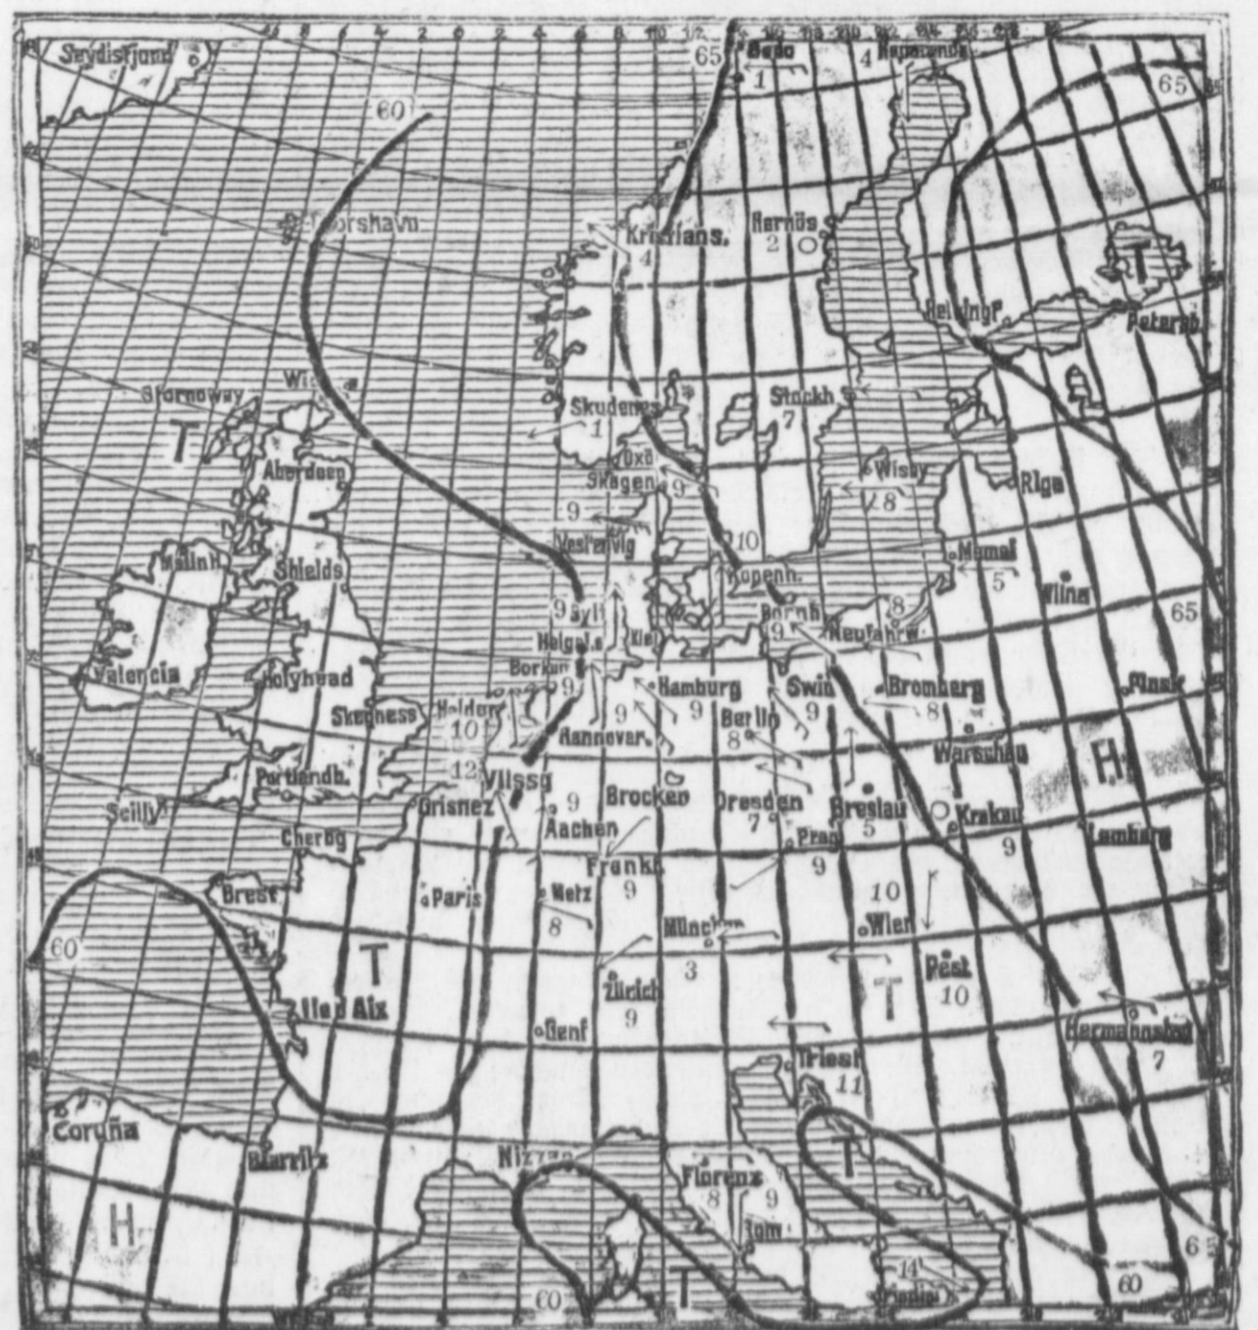 Seydisfjord
60
65
Bodo
1
4
Haparanda
65
Kristians.
4
Hernös
2
T
Petersb.
Helsingf.
Stornoway
T
Aberdeen
Skudenes
1
Stockh
7
Oxö
Skagen
9
Wisby
8
Riga
9
Vestervig
10
Malinh
Shields
Kopenh.
Memel
5
Wilna
9
Sylt
Helgol.
Kiel
Bornh
9
8
Neufahrw.
65
Valencia
Holyhead
Borkum
9
Hamburg
9
Swin
9
Bromberg
8
Minsk
Skegness
Helder
10
9
Hannover.
Berlin
8
Warschau
H
Portlandb.
12
Vlissg
Scilly
Grisnez
9
Aachen
Brocken
Dresden
7
Breslau
5
Krakau
9
Lemberg
Cherbg
Prag
9
Frankf.
9
Brest
Paris
Metz
8
10
Wien
60
T
München
3
T
Pest
10
Ile d Aix
Zürich
9
Genf
Hermannstad
7
Triest
11
Coruña
Biarritz
Nizza
T
Florenz
8
9
Rom
H
14
60
T
60
65